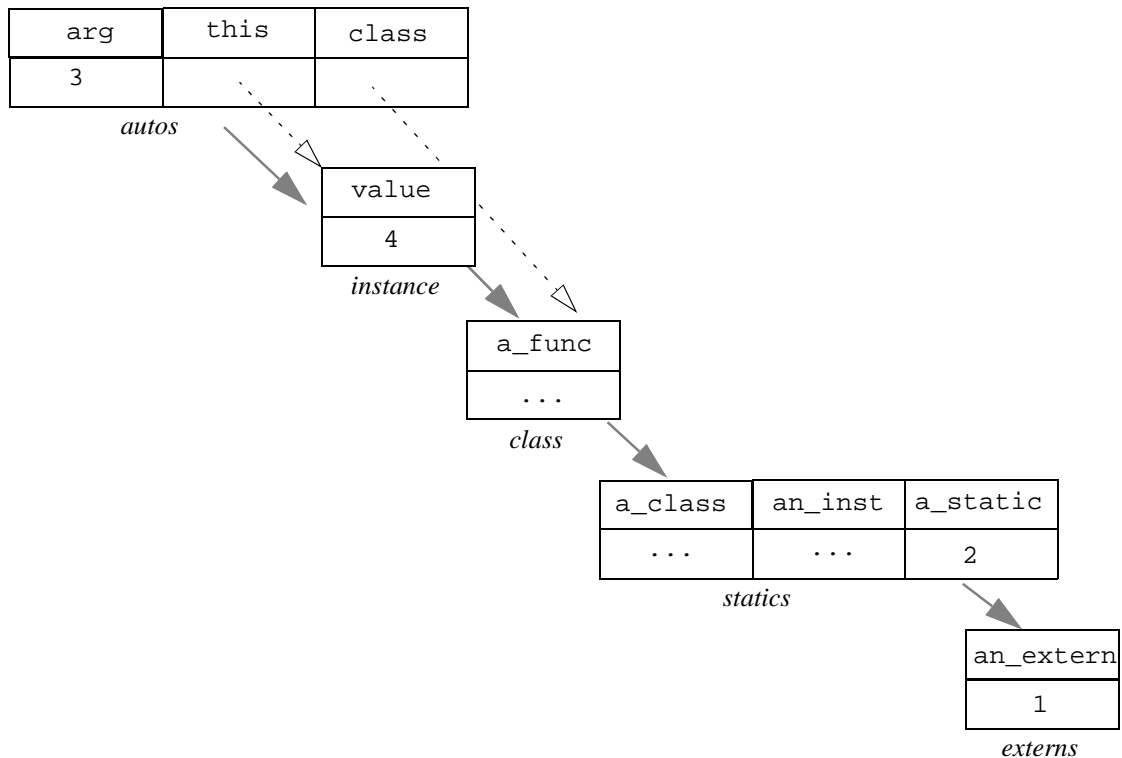 arg this class
3
autos
value
4
instance
a_func
...
class
a_class an_inst a_static
... ... 2
statics
an_extern
1
externs